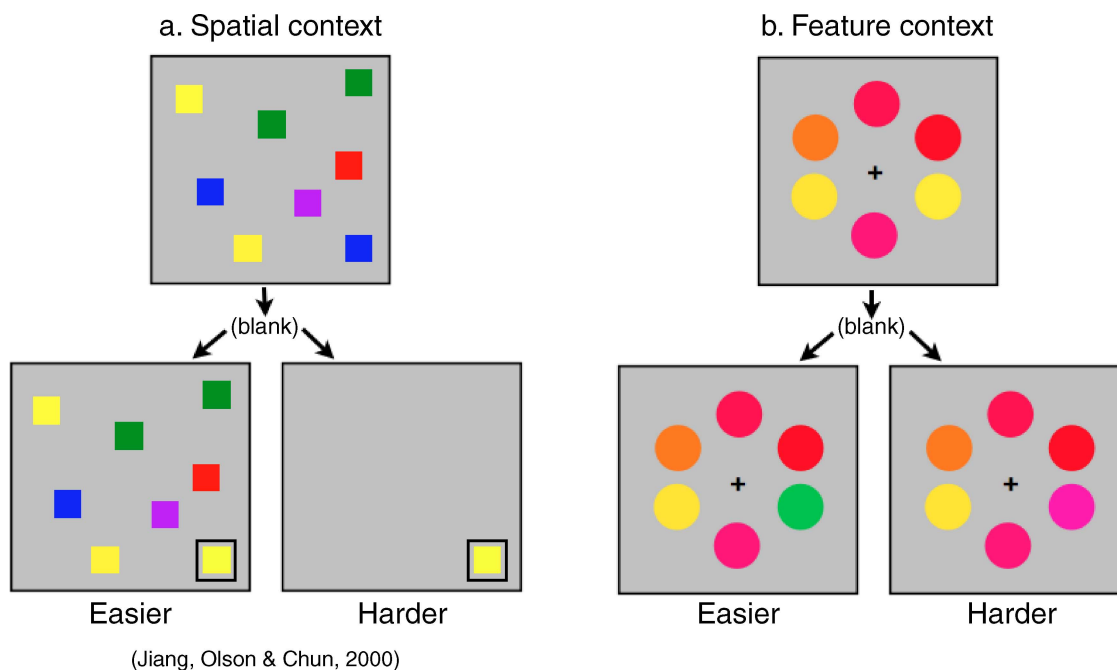 a. Spatial context
(blank)
Easier
Harder
(Jiang, Olson & Chun, 2000)
b. Feature context
+
(blank)
+
+
Easier
Harder